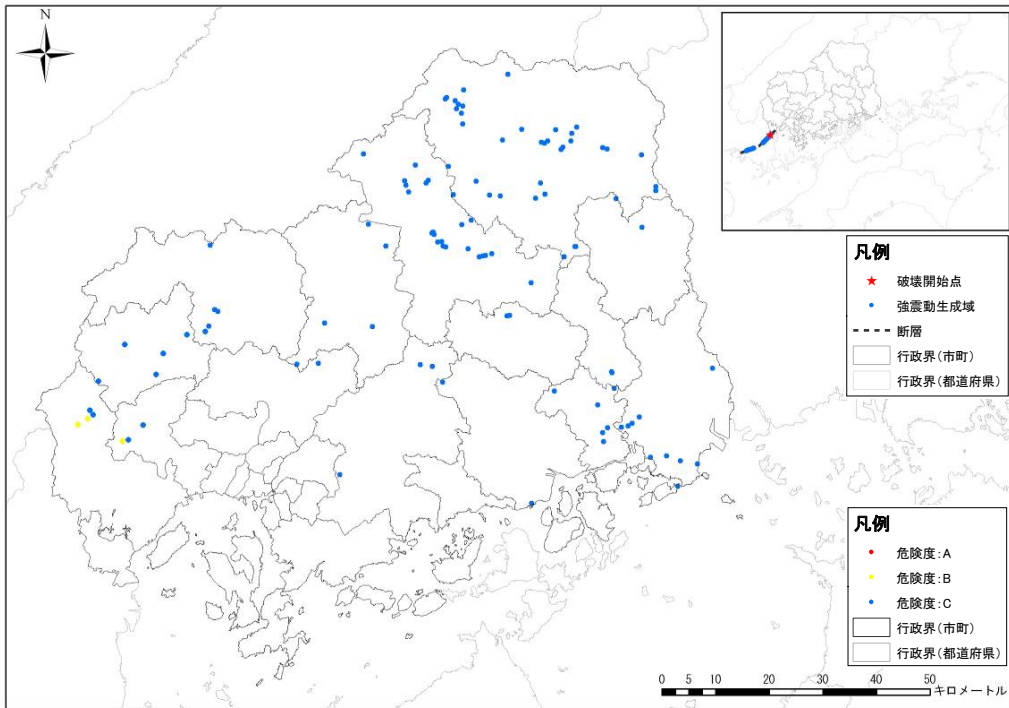 N
凡例
破壊開始点
強震動生成域
断層
行政界(市町)
行政界(都道府県)
凡例
危険度:A
危険度:B
危険度:C
行政界(市町)
行政界(都道府県)
0 5 10 20 30 40 50
キロメートル